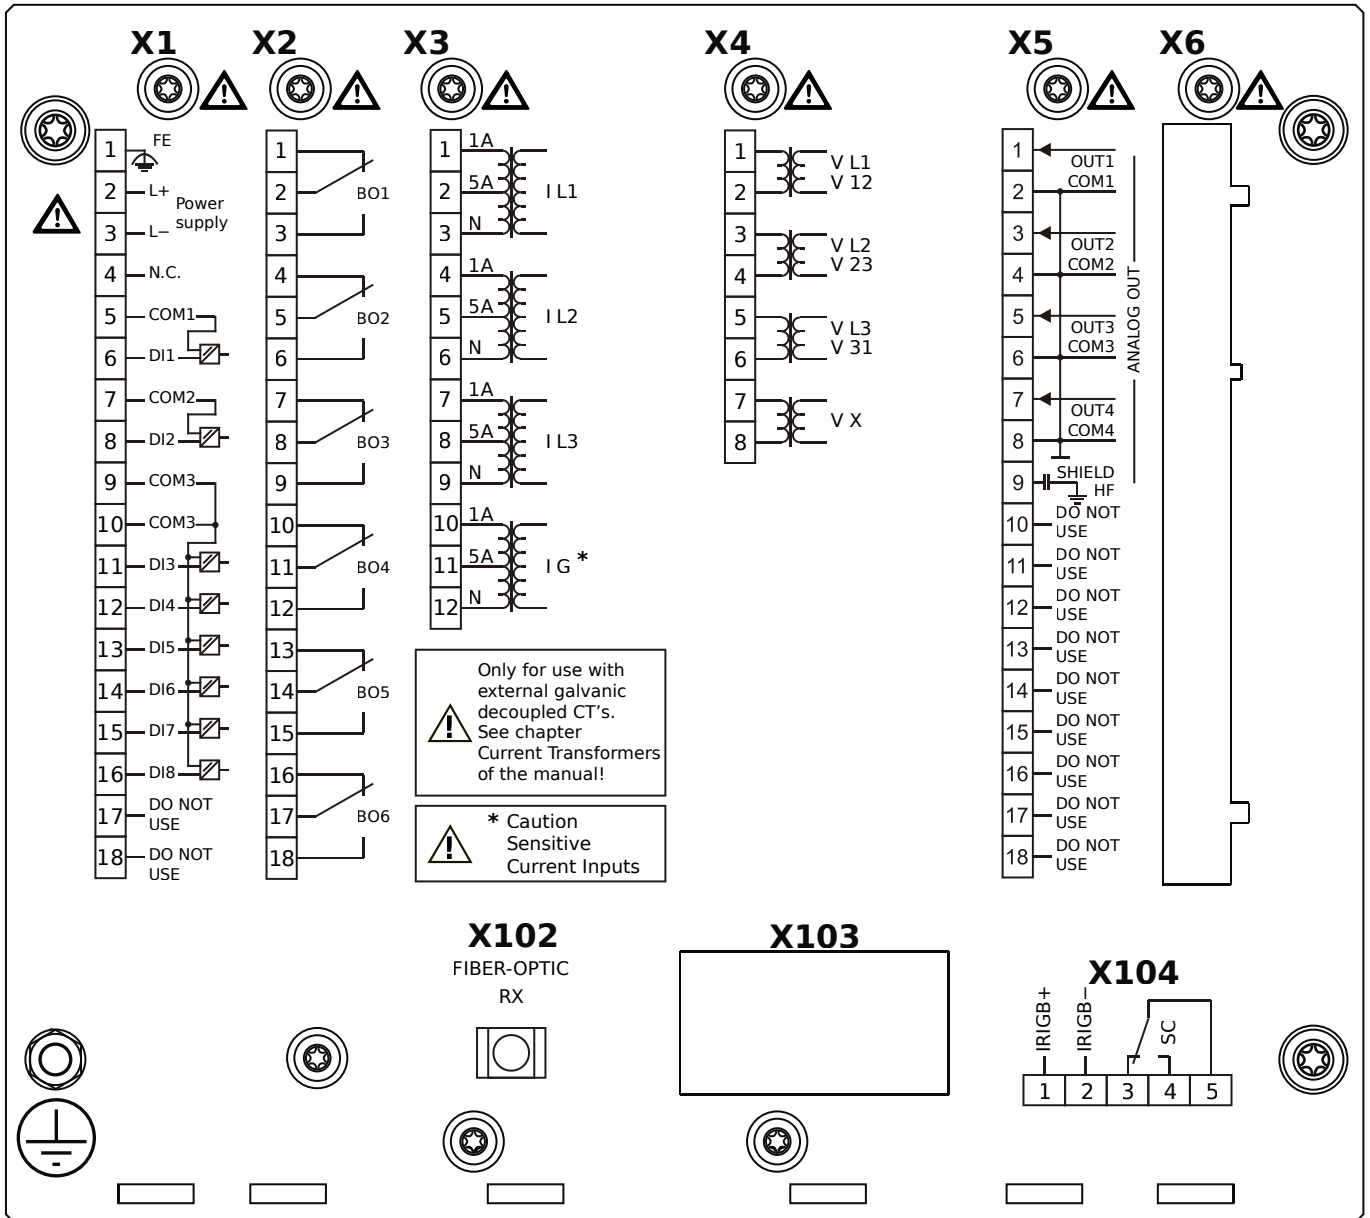 X1
X2
X3
X4
X5
X6
1 FE
2 L+
Power
supply
3 L−
4 N.C.
5 COM1
6 DI1
7 COM2
8 DI2
9 COM3
10 COM3
11 DI3
12 DI4
13 DI5
14 DI6
15 DI7
16 DI8
17 DO NOT
USE
18 DO NOT
USE
1
2 BO1
3
4
5 BO2
6
7
8 BO3
9
10
11 BO4
12
13
14 BO5
15
16
17 BO6
18
1 1A
2 5A I L1
3 N
4 1A
5 5A I L2
6 N
7 1A
8 5A I L3
9 N
10 1A
11 5A I G *
12 N
Only for use with
external galvanic
decoupled CT's.
See chapter
Current Transformers
of the manual!
* Caution
Sensitive
Current Inputs
1 V L1
2 V 12
3 V L2
4 V 23
5 V L3
6 V 31
7 V X
8
1 OUT1
2 COM1
3 OUT2
4 COM2
5 OUT3
6 COM3
7 OUT4
8 COM4
ANALOG OUT
9 SHIELD
HF
10 DO NOT
USE
11 DO NOT
USE
12 DO NOT
USE
13 DO NOT
USE
14 DO NOT
USE
15 DO NOT
USE
16 DO NOT
USE
17 DO NOT
USE
18 DO NOT
USE
X102
FIBER-OPTIC
RX
X103
X104
IRIGB+
IRIGB−
SC
1 2 3 4 5